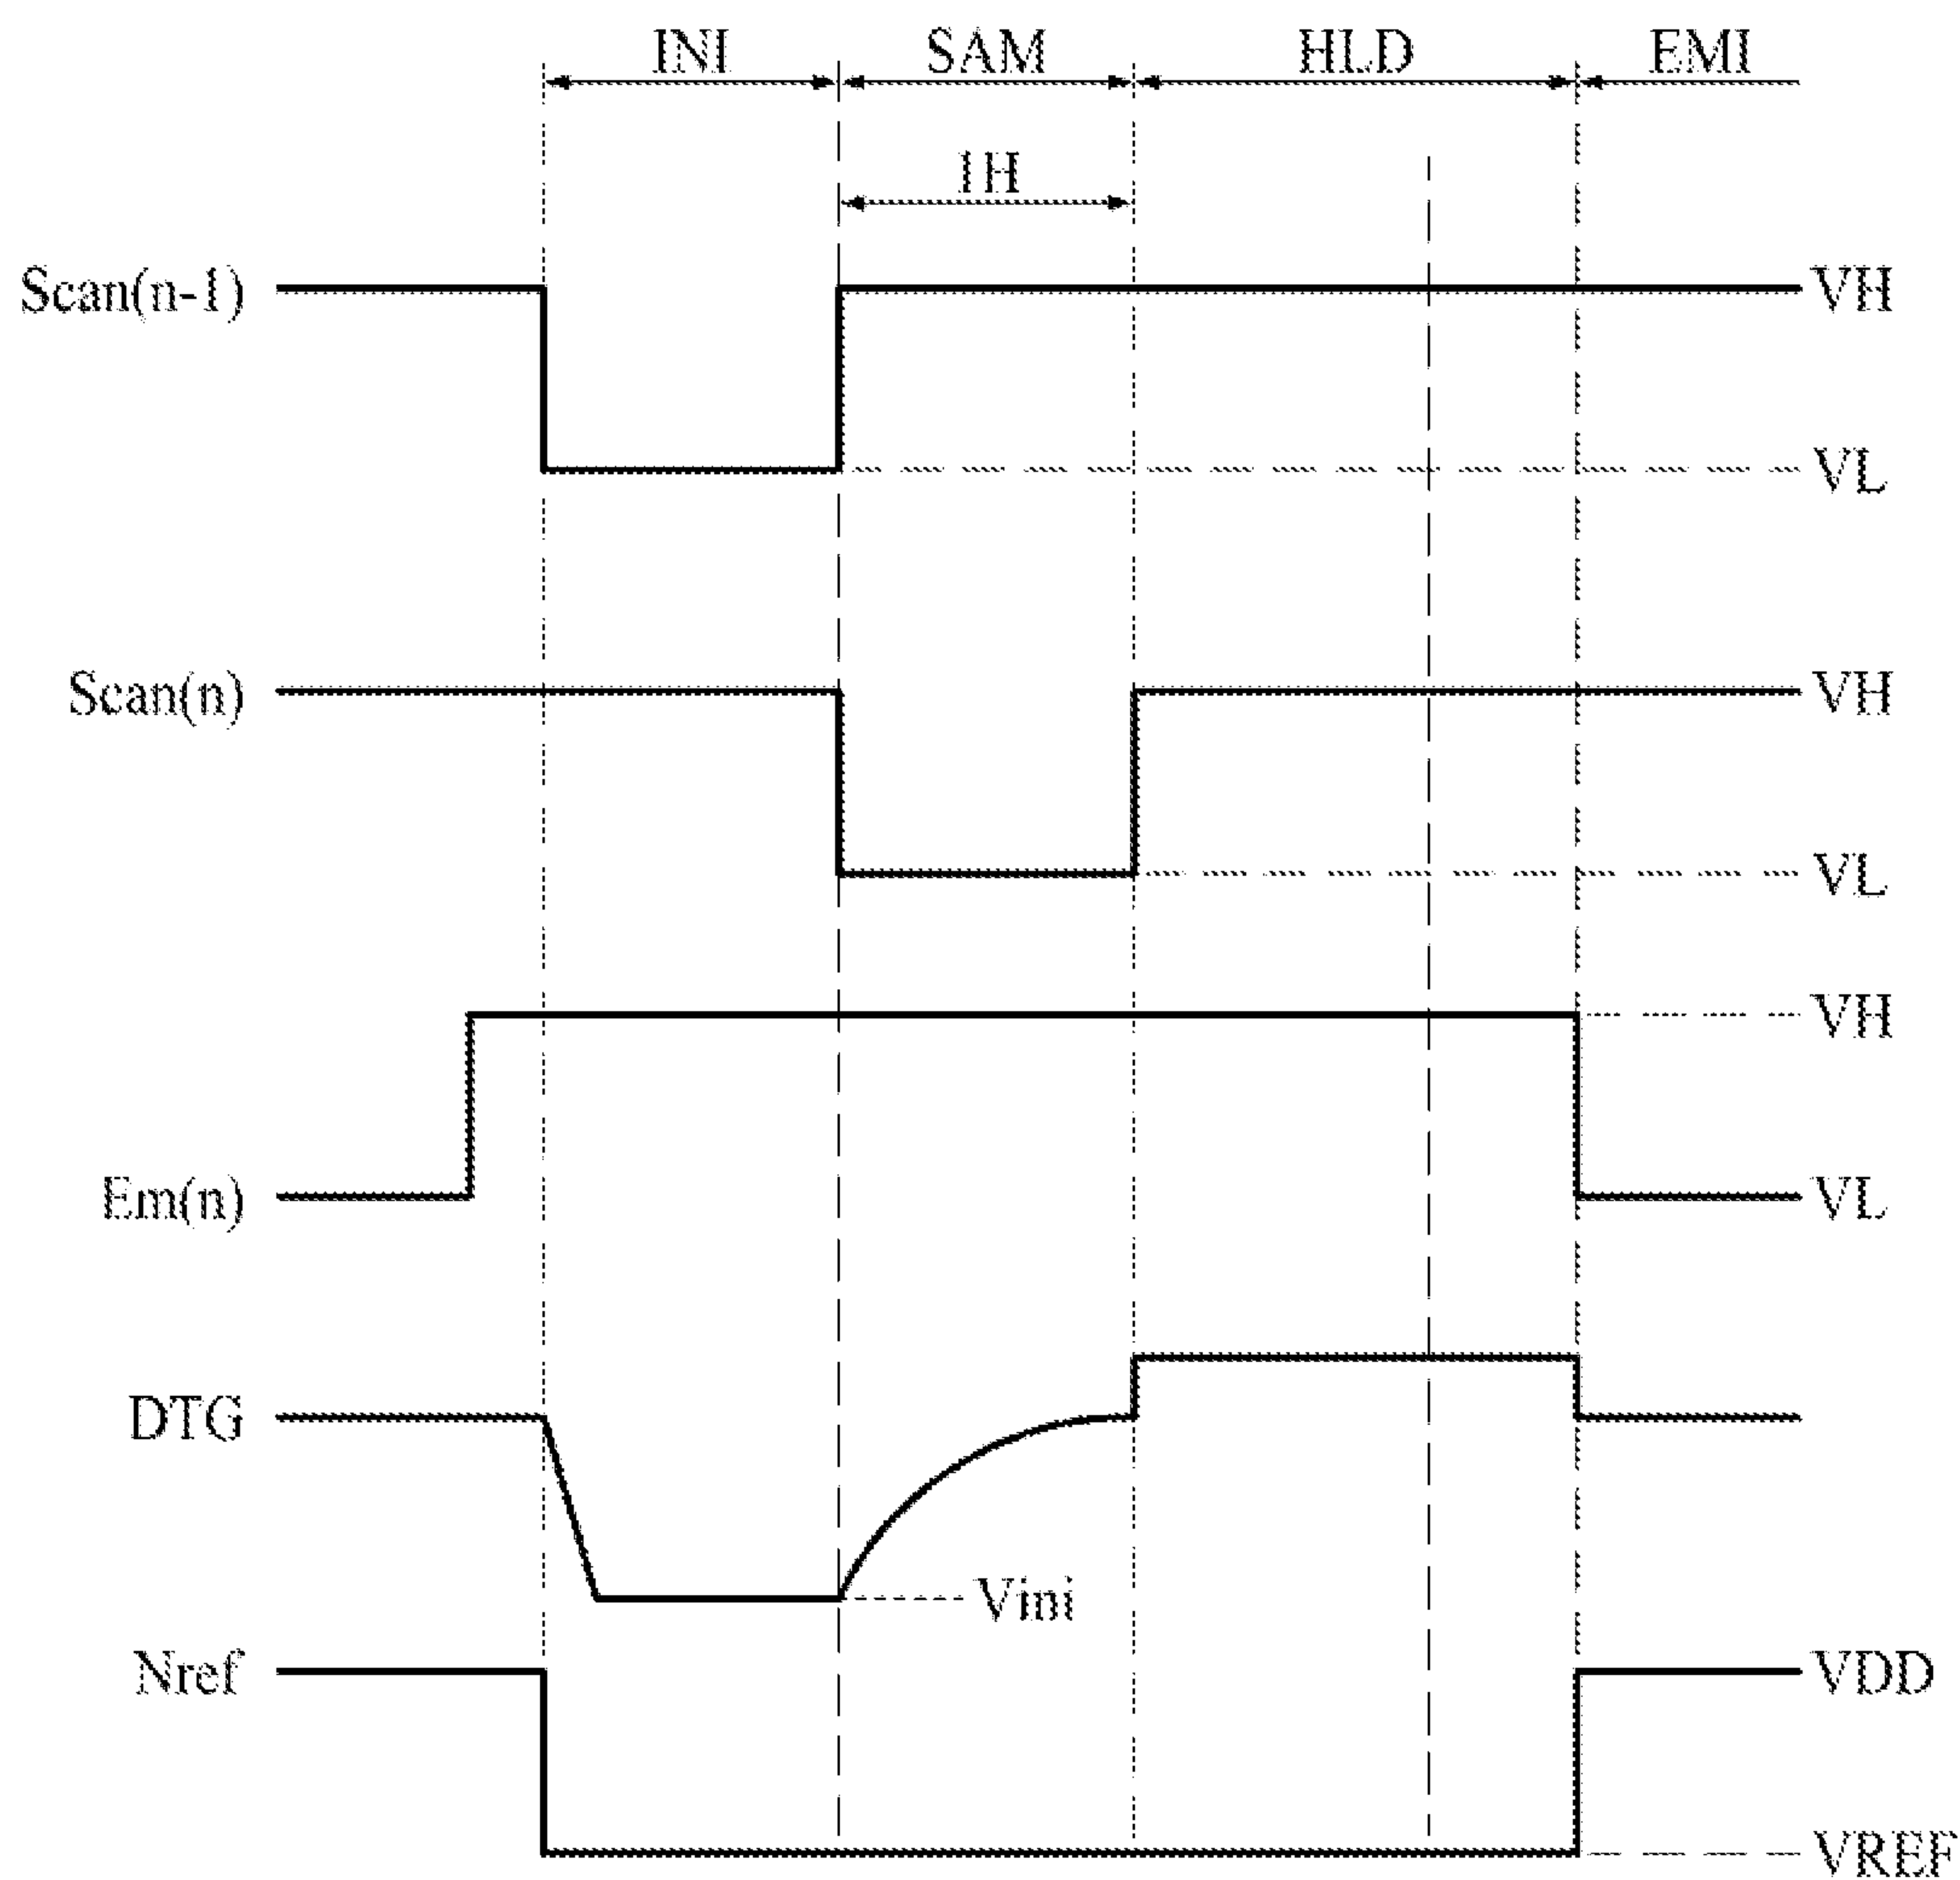 INI SAM HLD EMI
1H
Scan(n-1) VH
VL
Scan(n) VH
VL
VH
Em(n) VL
DTG
Vini
Nref VDD
VREF